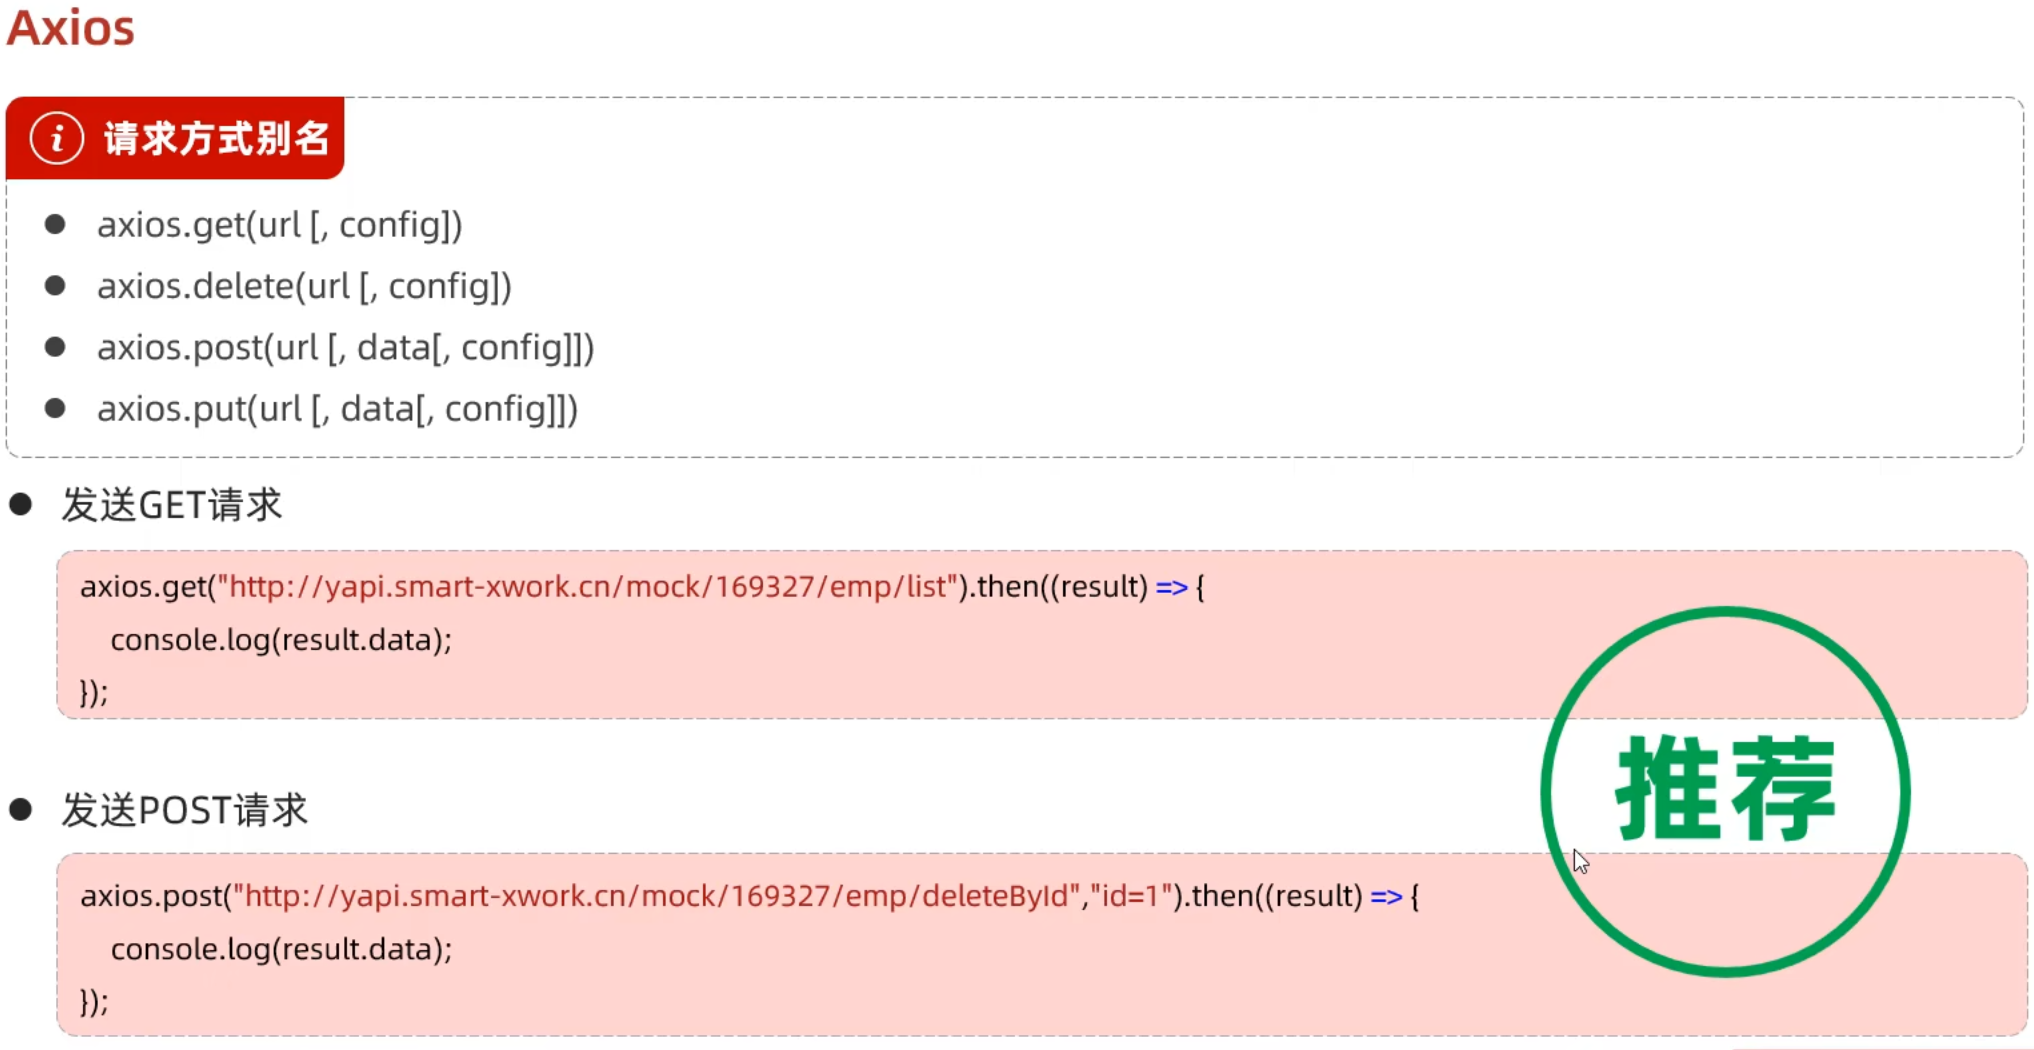 Axios
i 请求方式别名
● axios.get(url [, config])
● axios.delete(url [, config])
● axios.post(url [, data[, config]])
● axios.put(url [, data[, config]])
● 发送GET请求
axios.get("http://yapi.smart-xwork.cn/mock/169327/emp/list").then((result) => {
console.log(result.data);
});
推荐
● 发送POST请求
axios.post("http://yapi.smart-xwork.cn/mock/169327/emp/deleteById","id=1").then((result) => {
console.log(result.data);
});